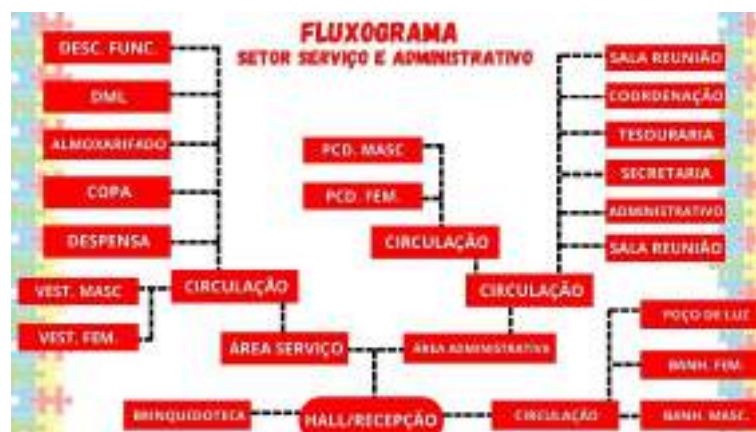 FLUXOGRAMA
SETOR SERVIÇO E ADMINISTRATIVO
DESC. FUNC.
DML
ALMOXARIFADO
COPA
DESPENSA
VEST. MASC
VEST. FEM.
CIRCULAÇÃO
ÁREA SERVIÇO
PCD. MASC
PCD. FEM.
CIRCULAÇÃO
CIRCULAÇÃO
ÁREA ADMINISTRATIVA
SALA REUNIÃO
COORDENAÇÃO
TESOURARIA
SECRETARIA
ADMINISTRATIVO
SALA REUNIÃO
BRINQUEDOTECA
HALL/RECEPÇÃO
CIRCULAÇÃO
POÇO DE LUZ
BANH. FEM.
BANH. MASC.